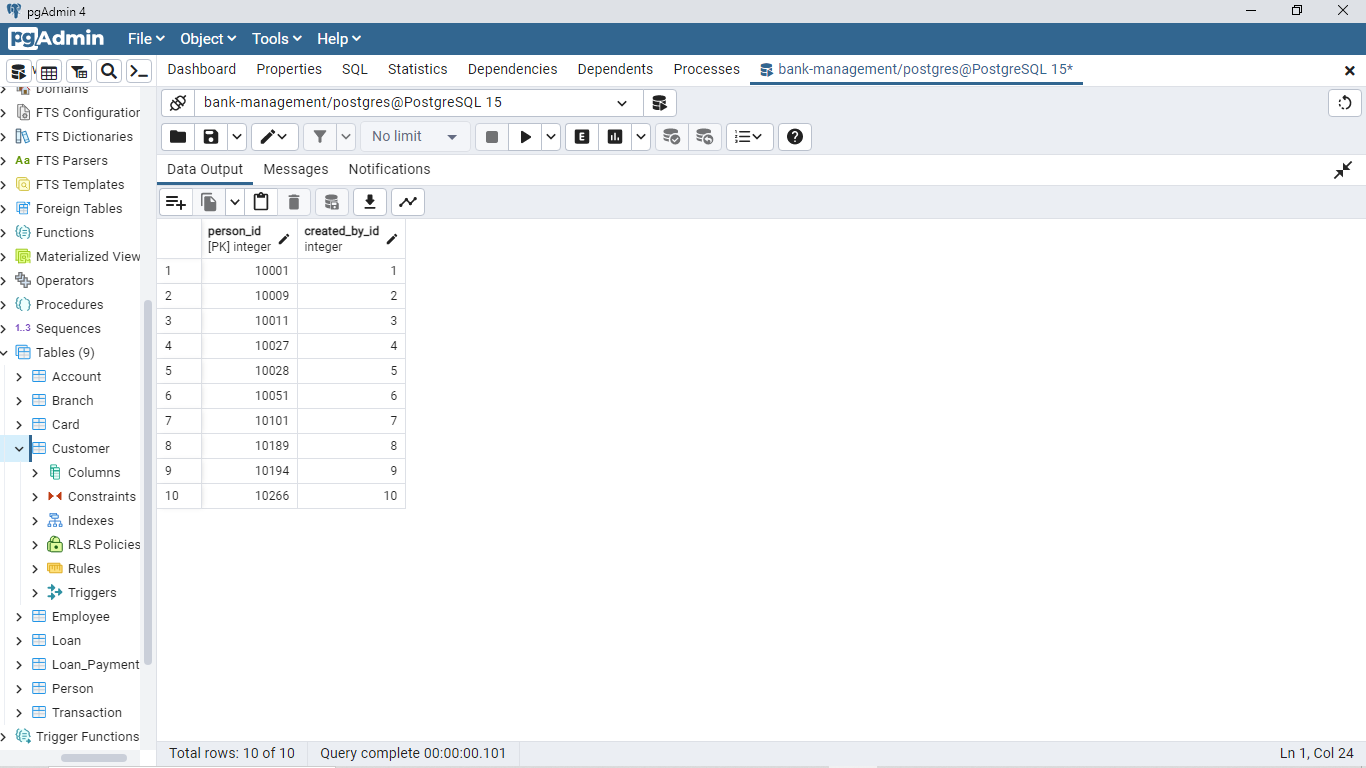 pgAdmin 4
pgAdmin File Object Tools Help
Dashboard Properties SQL Statistics Dependencies Dependents Processes bank-management/postgres@PostgreSQL 15*
bank-management/postgres@PostgreSQL 15
No limit
E
Data Output Messages Notifications
person_id
[PK] integer
created_by_id
integer
1 10001 1
2 10009 2
3 10011 3
4 10027 4
5 10028 5
6 10051 6
7 10101 7
8 10189 8
9 10194 9
10 10266 10
Domains
FTS Configuration
FTS Dictionaries
Aa FTS Parsers
FTS Templates
Foreign Tables
Functions
Materialized View
Operators
Procedures
1..3 Sequences
Tables (9)
Account
Branch
Card
Customer
Columns
Constraints
Indexes
RLS Policies
Rules
Triggers
Employee
Loan
Loan_Payment
Person
Transaction
Trigger Functions
Total rows: 10 of 10 Query complete 00:00:00.101 Ln 1, Col 24